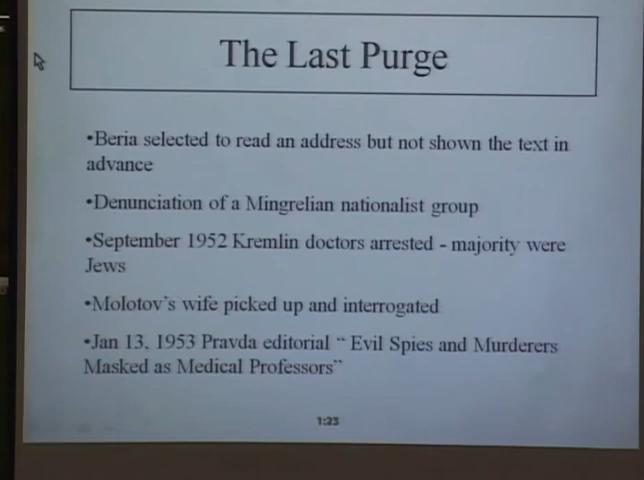 The Last Purge
•Beria selected to read an address but not shown the text in
advance
•Denunciation of a Mingrelian nationalist group
•September 1952 Kremlin doctors arrested - majority were
Jews
•Molotov's wife picked up and interrogated
•Jan 13, 1953 Pravda editorial “ Evil Spies and Murderers
Masked as Medical Professors”
1:23